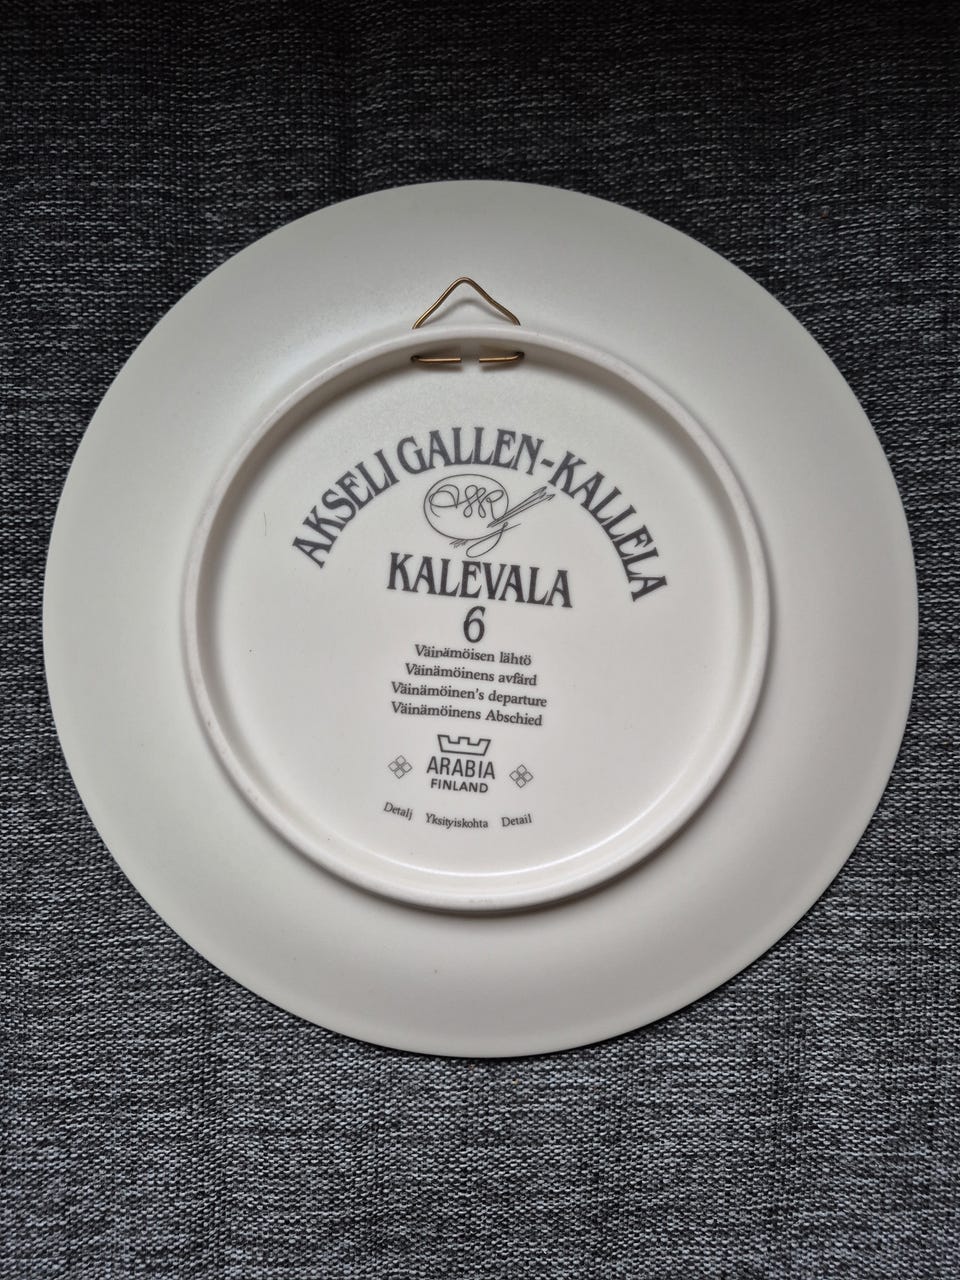 AKSELI GALLEN-KALLELA
KALEVALA
6
Väinämöisen lähtö
Väinämöinens avfärd
Väinämöinen's departure
Väinämöinens Abschied
ARABIA
FINLAND
Detalj Yksityiskohta Detail